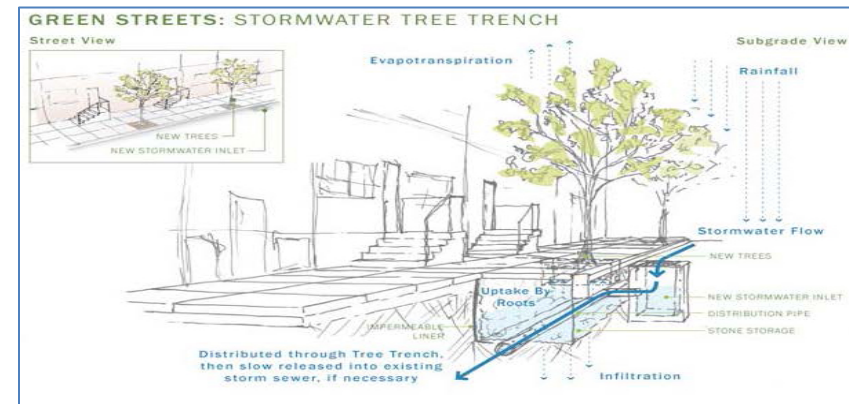 GREEN STREETS: STORMWATER TREE TRENCH
Street View
NEW TREES
NEW STORMWATER INLET
Subgrade View
Evapotranspiration
Rainfall
Stormwater Flow
NEW TREES
Uptake By
Roots
NEW STORMWATER INLET
DISTRIBUTION PIPE
IMPERMEABLE
LINER
STONE STORAGE
Distributed through Tree Trench,
then slow released into existing
storm sewer, if necessary
Infiltration